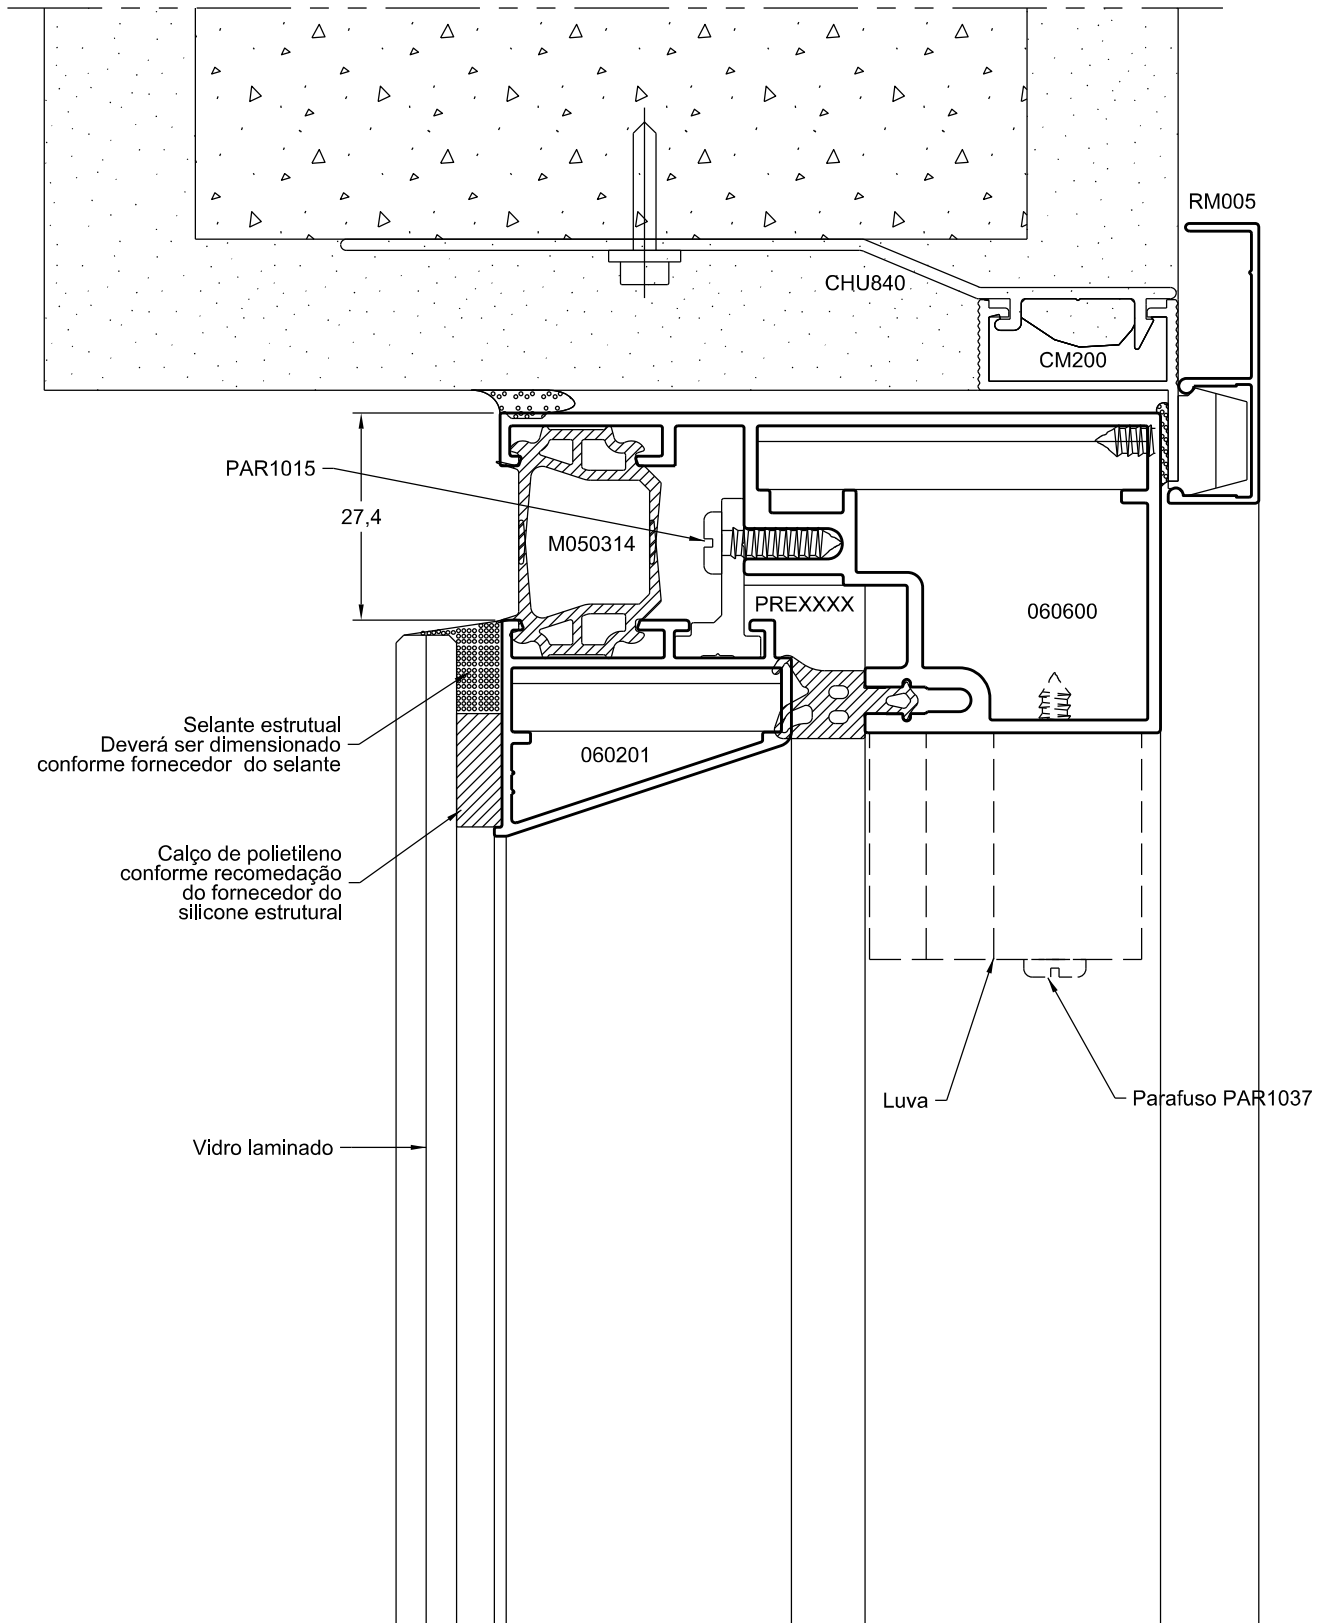 RM005
CHU840
CM200
PAR1015
27,4
M050314
PREXXXX
060600
Selante estrutual
Deverá ser dimensionado
conforme fornecedor do selante
060201
Calço de polietileno
conforme recomedação
do fornecedor do
silicone estrutural
Luva
Parafuso PAR1037
Vidro laminado